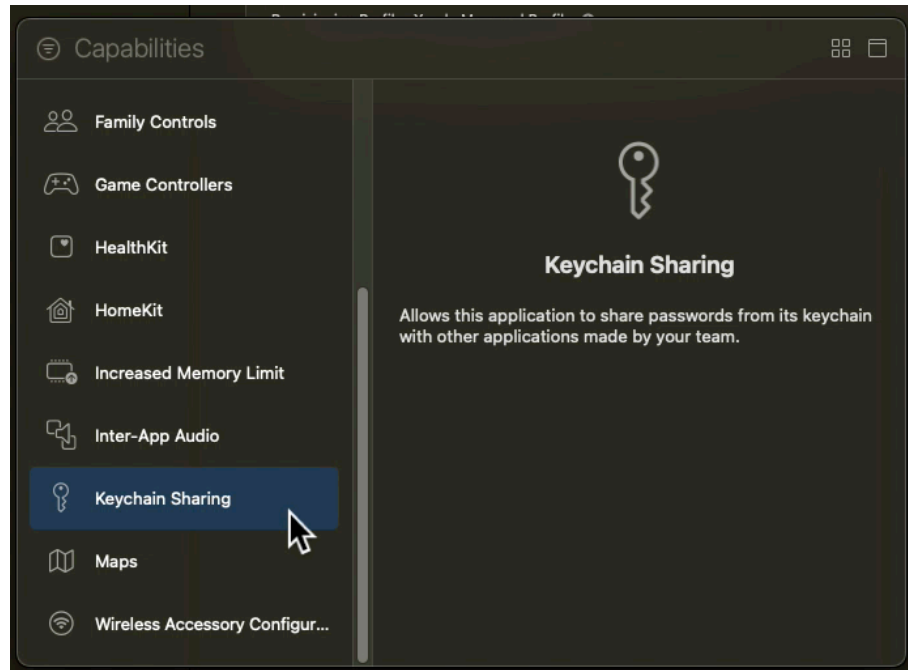 Capabilities
Family Controls
Game Controllers
HealthKit
HomeKit
Increased Memory Limit
Inter-App Audio
Keychain Sharing
Maps
Wireless Accessory Configur...
Keychain Sharing
Allows this application to share passwords from its keychain
with other applications made by your team.